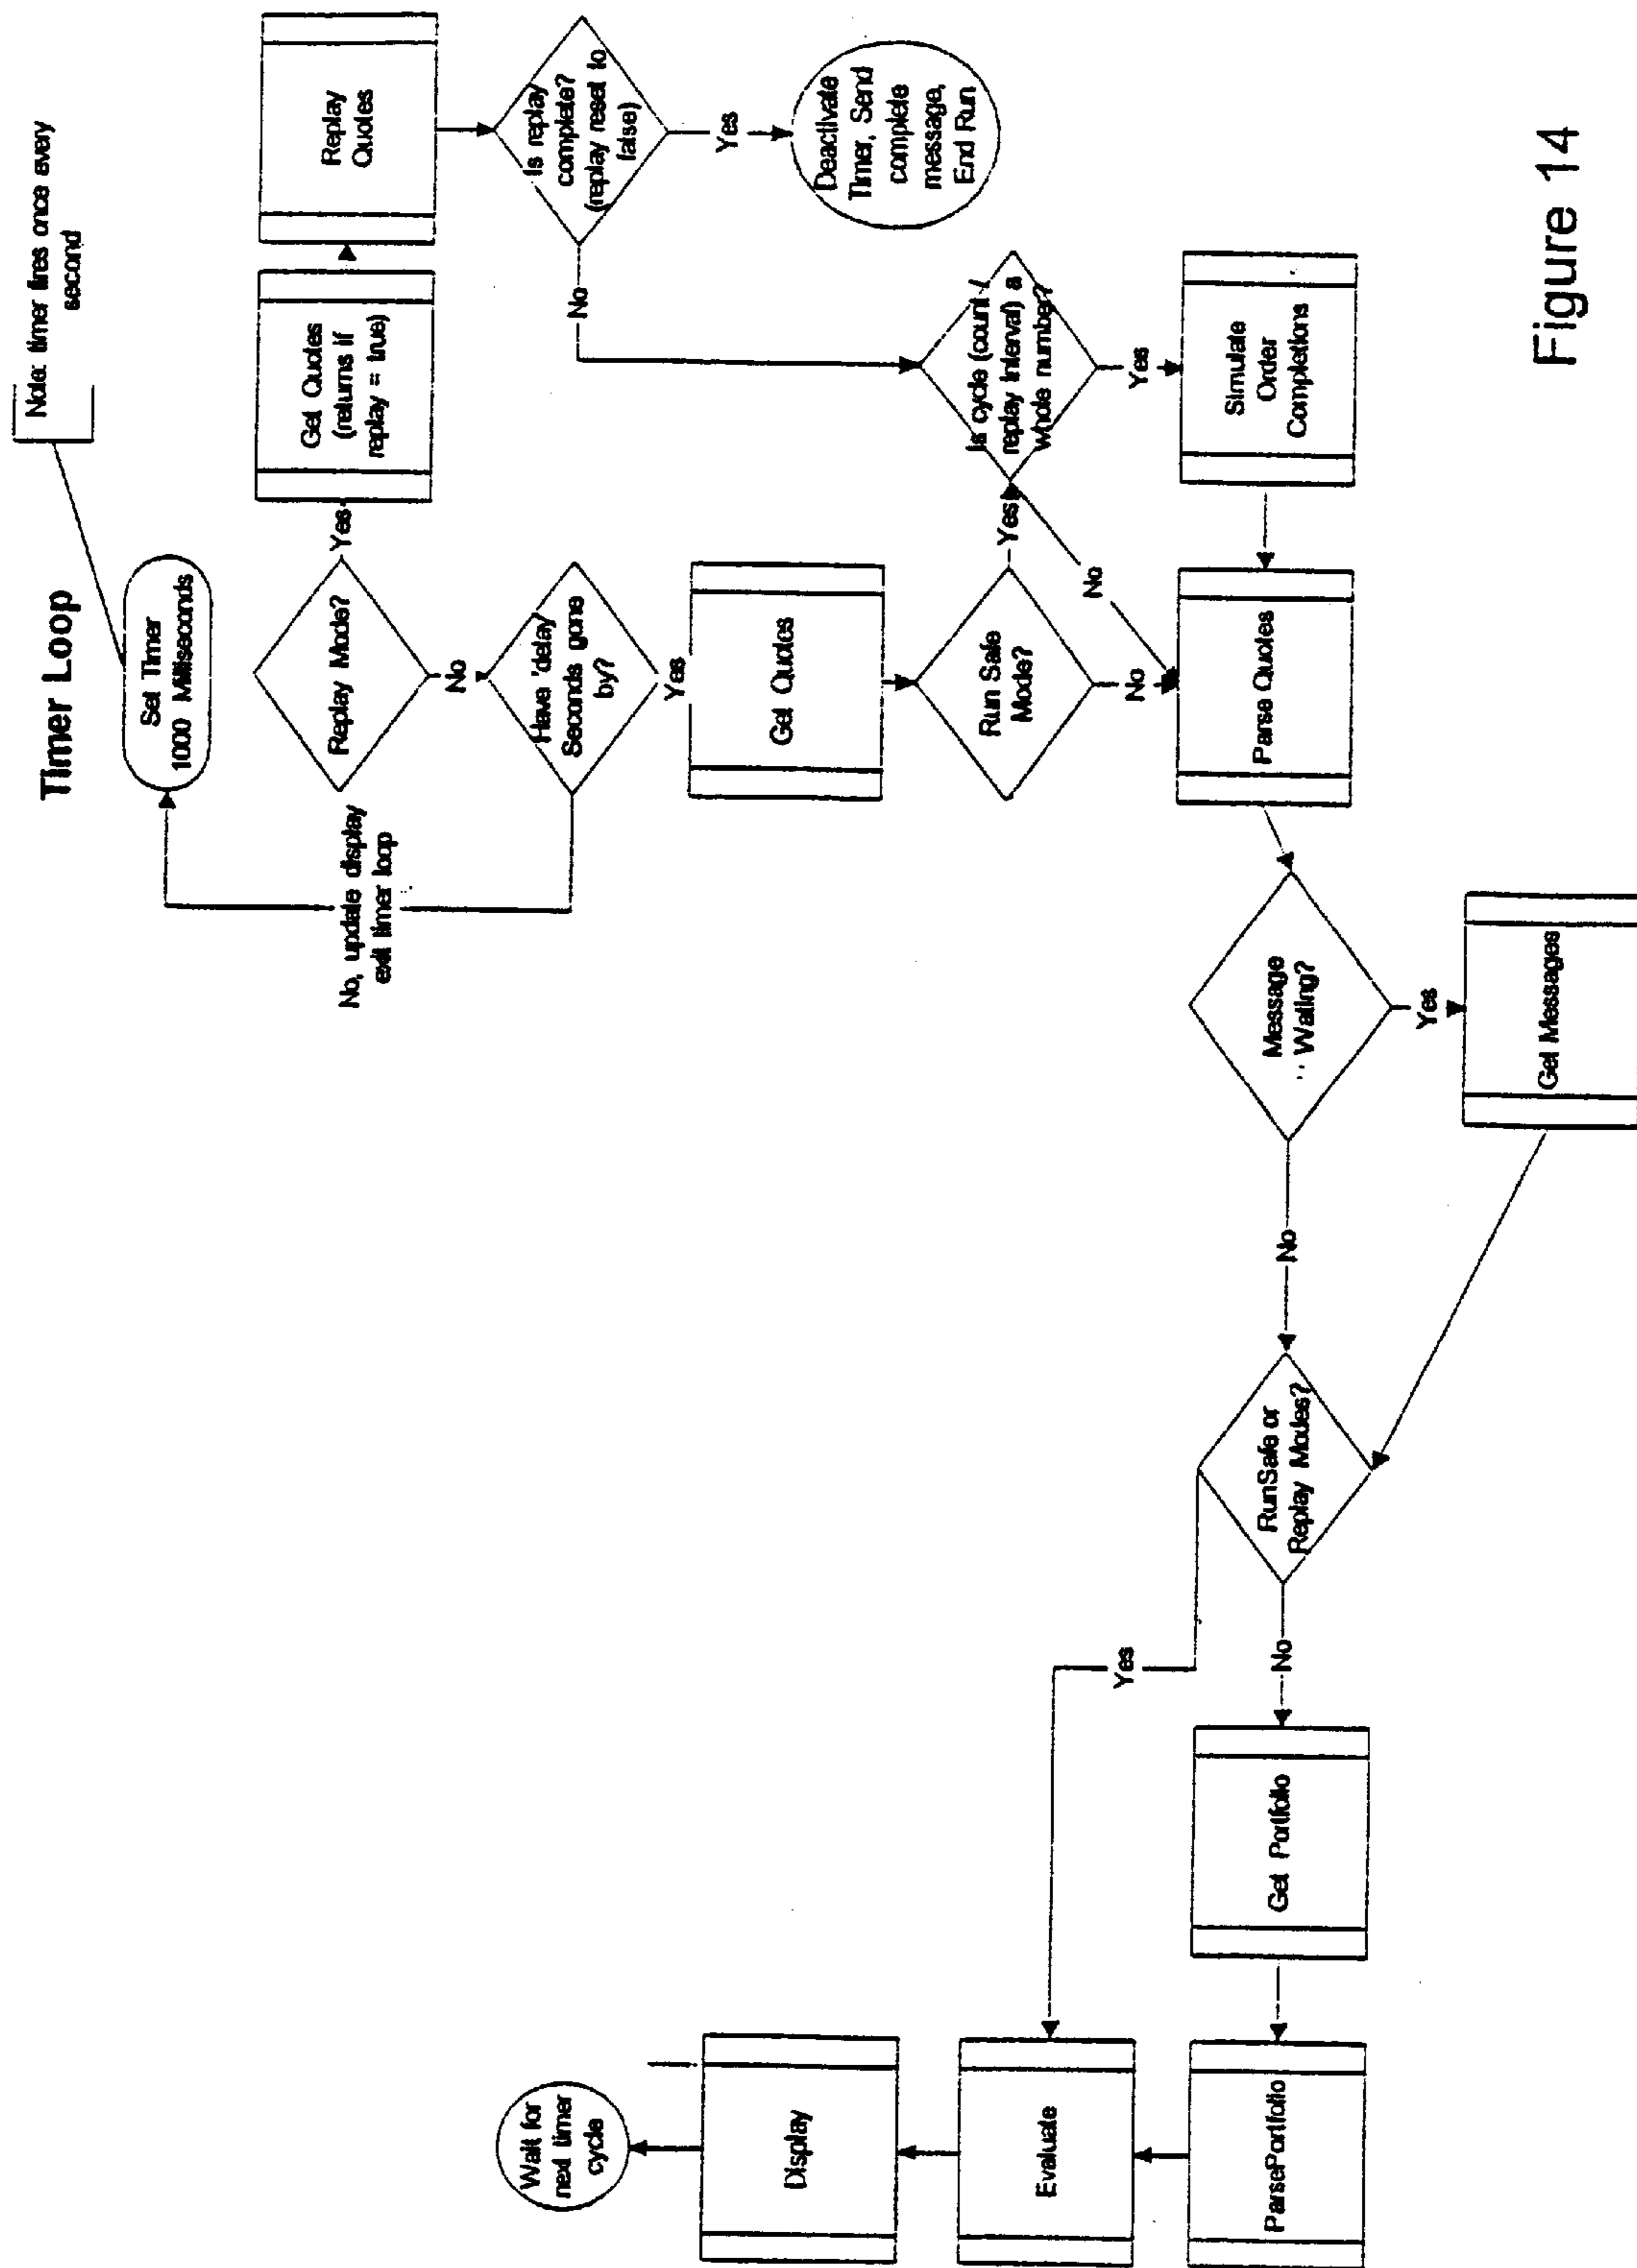 Timer Loop
Note: timer fires once every
second
Set Timer
1000 Milliseconds
Replay Mode?
Yes
Get Quotes
(returns if
replay = true)
Replay
Quotes
Is replay
complete?
(replay reset to
false)
Yes
Deactivate
Timer, Send
complete
message,
End Run
No
No
Have 'delay
Seconds gone
by?
No, update display
exit timer loop
Yes
Get Quotes
Run Safe
Mode?
Yes
Is cycle (count /
replay interval) a
whole number?
Yes
Simulate
Order
Completions
No
No
Parse Quotes
Message
Waiting?
Yes
Get Messages
No
RunSafe or
Replay Modes?
Yes
No
Get Portfolio
ParsePortfolio
Evaluate
Display
Wait for
next timer
cycle
Figure 14